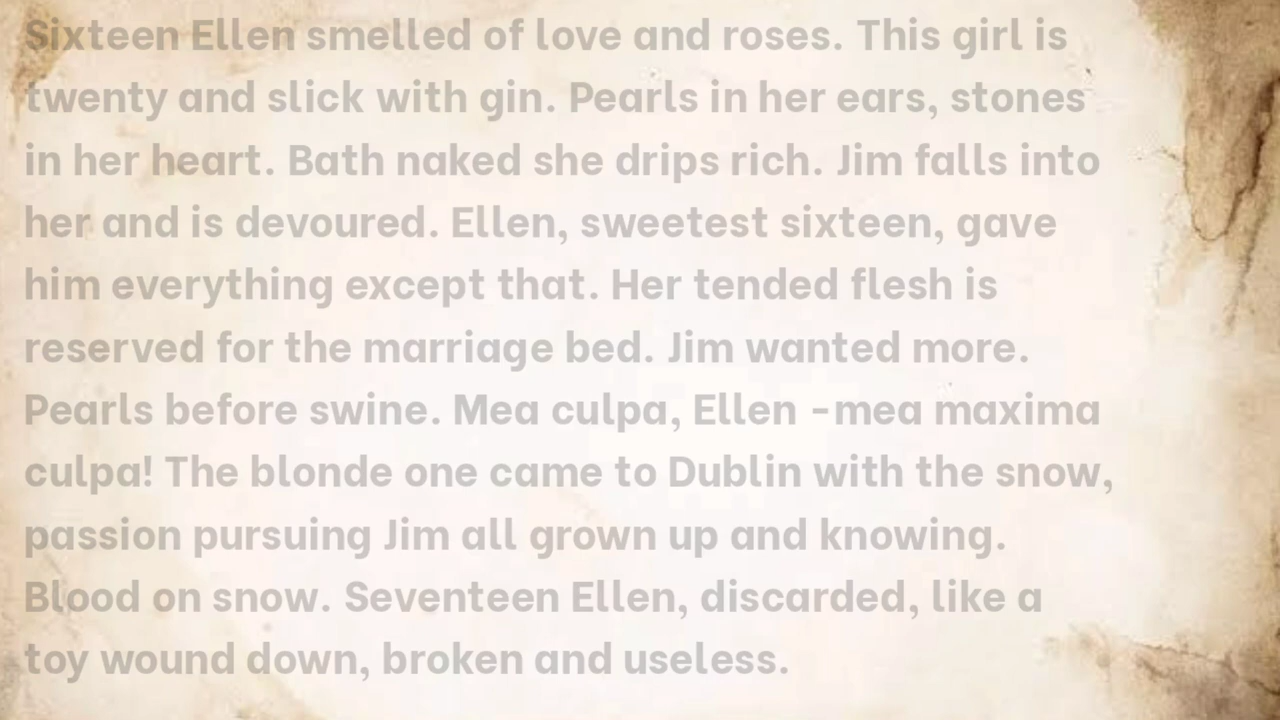 Sixteen Ellen smelled of love and roses. This girl is
twenty and slick with gin. Pearls in her ears, stones
in her heart. Bath naked she drips rich. Jim falls into
her and is devoured. Ellen, sweetest sixteen, gave
him everything except that. Her tended flesh is
reserved for the marriage bed. Jim wanted more.
Pearls before swine. Mea culpa, Ellen -mea maxima
culpa! The blonde one came to Dublin with the snow,
passion pursuing Jim all grown up and knowing.
Blood on snow. Seventeen Ellen, discarded, like a
toy wound down, broken and useless.